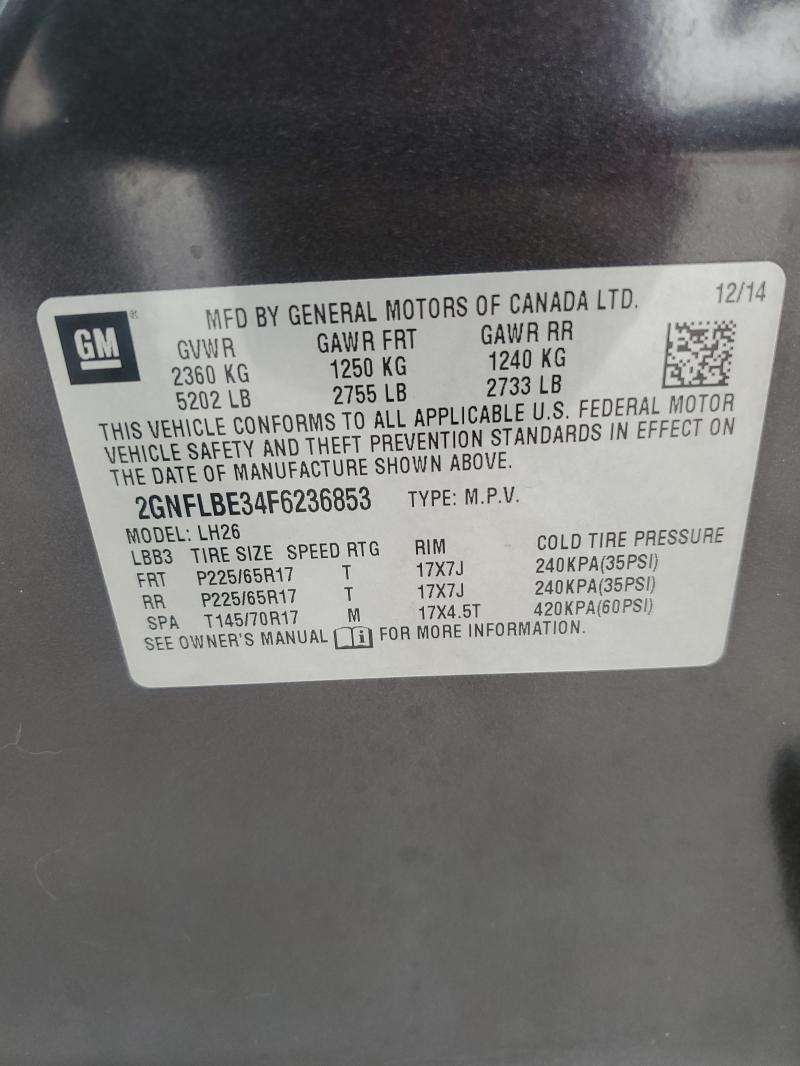 MFD BY GENERAL MOTORS OF CANADA LTD. 12/14
GM ®
GVWR GAWR FRT GAWR RR
2360 KG 1250 KG 1240 KG
5202 LB 2755 LB 2733 LB
THIS VEHICLE CONFORMS TO ALL APPLICABLE U.S. FEDERAL MOTOR
VEHICLE SAFETY AND THEFT PREVENTION STANDARDS IN EFFECT ON
THE DATE OF MANUFACTURE SHOWN ABOVE.
2GNFLBE34F6236853 TYPE: M.P.V.
MODEL: LH26
LBB3 TIRE SIZE SPEED RTG RIM COLD TIRE PRESSURE
FRT P225/65R17 T 17X7J 240KPA(35PSI)
RR P225/65R17 T 17X7J 240KPA(35PSI)
SPA T145/70R17 M 17X4.5T 420KPA(60PSI)
SEE OWNER'S MANUAL i FOR MORE INFORMATION.